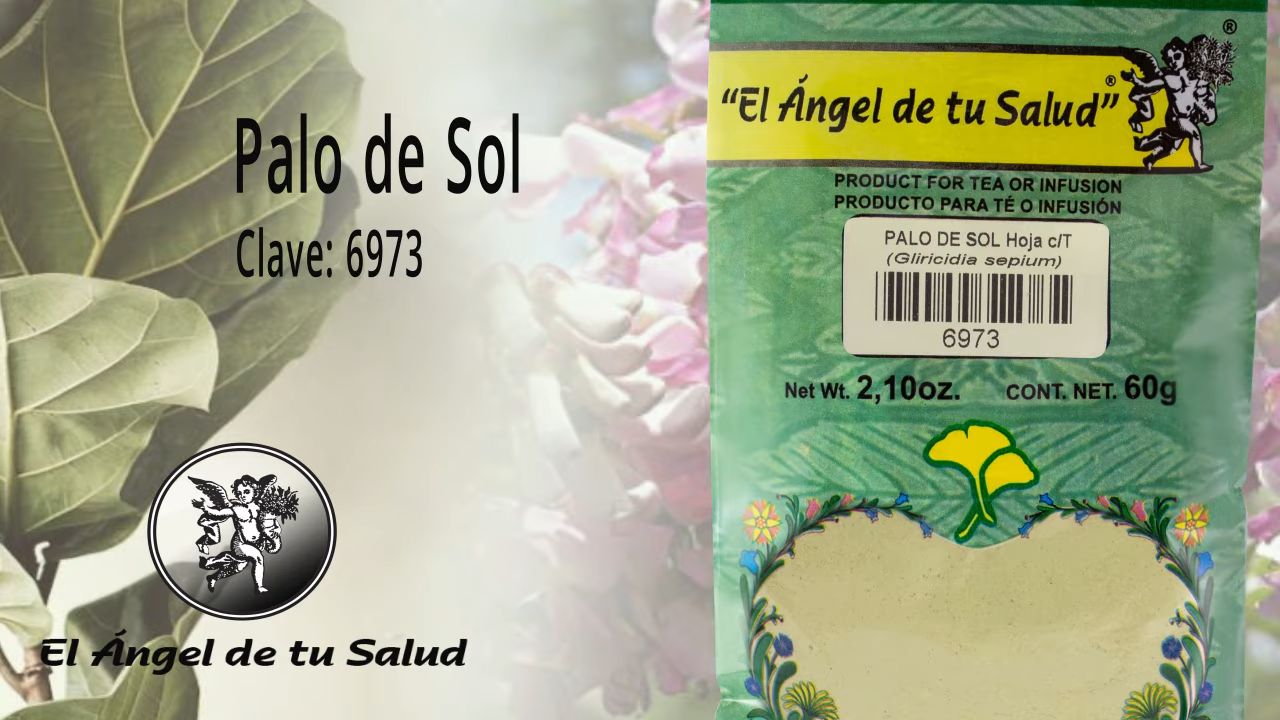 Palo de Sol
Clave: 6973
El Ángel de tu Salud
®
"El Ángel de tu Salud"®
PRODUCT FOR TEA OR INFUSION
PRODUCTO PARA TÉ O INFUSIÓN
PALO DE SOL Hoja c/T
(Gliricidia sepium)
6973
Net Wt. 2,10oz. CONT. NET. 60g